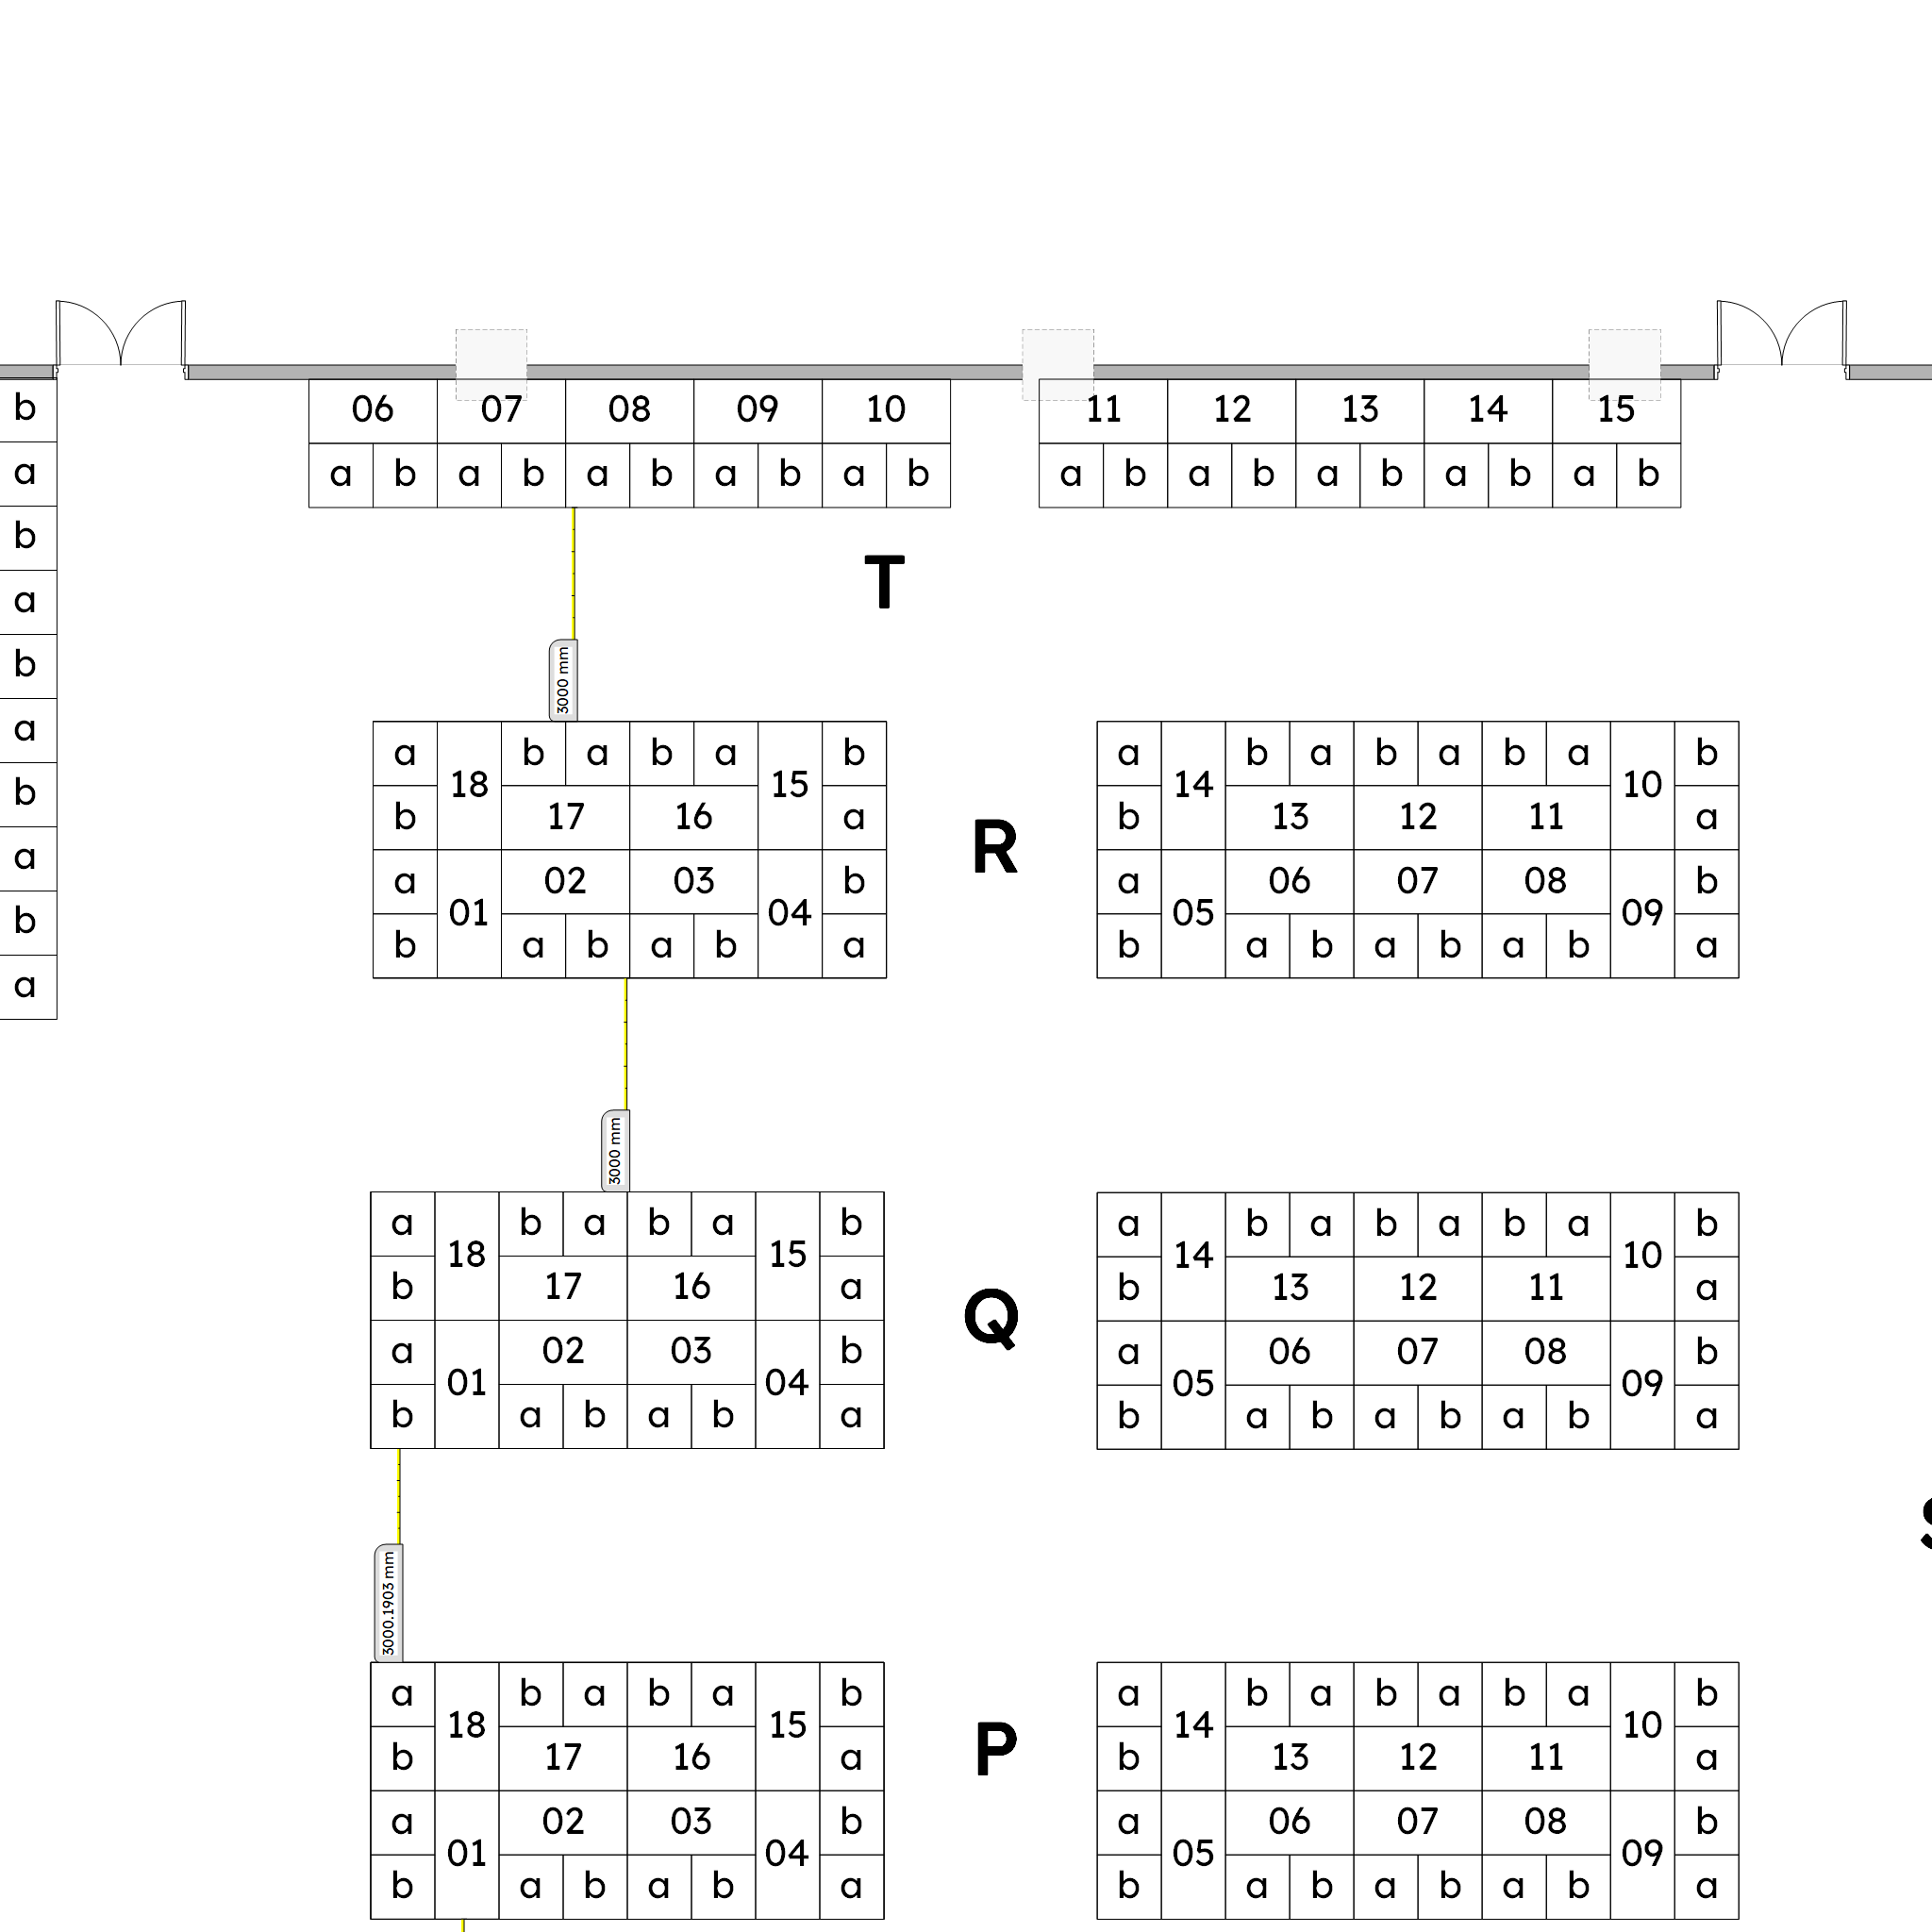 b
06 07 08 09 10 11 12 13 14 15
a
a b a b a b a b a b a b a b a b a b a b
b
T
a
b
3000 mm
a
a b a b a b a b a b a b a b
18 15 14 10
b
b 17 16 a b 13 12 11 a
a
a 02 03 b a 06 07 08 b
R
01 04 05 09
b
b a b a b a b a b a b a b a
a
3000 mm
a b a b a b a b a b a b a b
18 15 14 10
b 17 16 a b 13 12 11 a
Q
a 02 03 b a 06 07 08 b
01 04 05 09
b a b a b a b a b a b a b a
3000.1903 mm
a b a b a b a b a b a b a b
18 15 14 10
P
b 17 16 a b 13 12 11 a
a 02 03 b a 06 07 08 b
01 04 05 09
b a b a b a b a b a b a b a